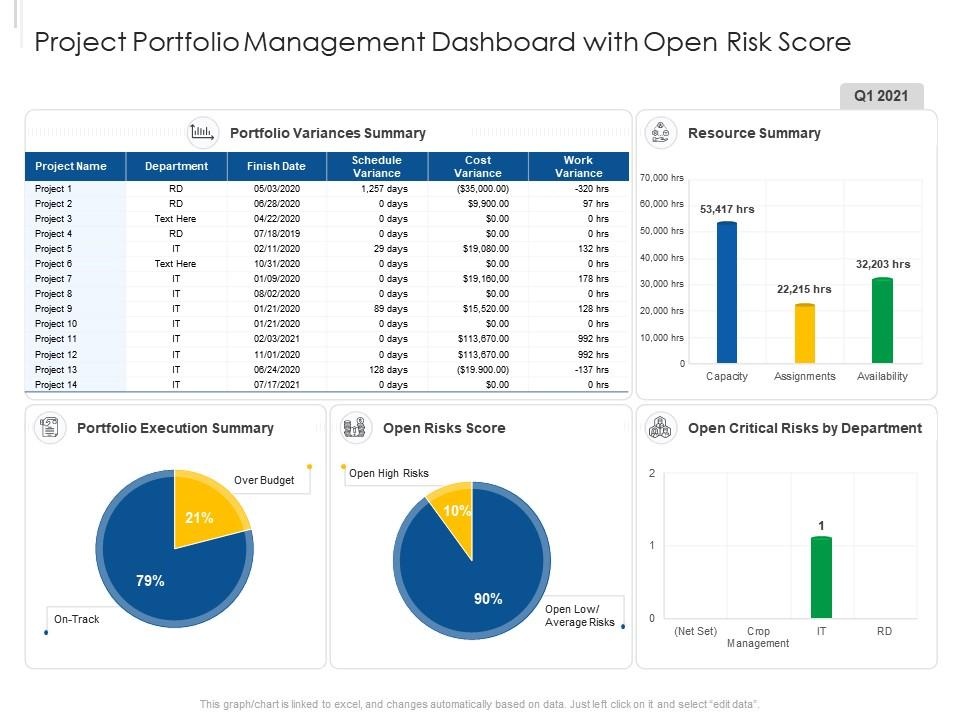 Project Portfolio Management Dashboard with Open Risk Score
Q1 2021
Portfolio Variances Summary
Project Name Department Finish Date Schedule Variance Cost Variance Work Variance
Project 1 RD 05/03/2020 1,257 days ($35,000.00) -320 hrs
Project 2 RD 06/28/2020 0 days $9,900.00 97 hrs
Project 3 Text Here 04/22/2020 0 days $0.00 0 hrs
Project 4 RD 07/18/2019 0 days $0.00 0 hrs
Project 5 IT 02/11/2020 29 days $19,080.00 132 hrs
Project 6 Text Here 10/31/2020 0 days $0.00 0 hrs
Project 7 IT 01/09/2020 0 days $19,160,00 178 hrs
Project 8 IT 08/02/2020 0 days $0.00 0 hrs
Project 9 IT 01/21/2020 89 days $15,520.00 128 hrs
Project 10 IT 01/21/2020 0 days $0.00 0 hrs
Project 11 IT 02/03/2021 0 days $113,670.00 992 hrs
Project 12 IT 11/01/2020 0 days $113,670.00 992 hrs
Project 13 IT 06/24/2020 128 days ($19.900.00) -137 hrs
Project 14 IT 07/17/2021 0 days $0.00 0 hrs
Resource Summary
70,000 hrs
60,000 hrs
50,000 hrs
40,000 hrs
30,000 hrs
20,000 hrs
10,000 hrs
0
53,417 hrs
22,215 hrs
32,203 hrs
Capacity Assignments Availability
Portfolio Execution Summary
Over Budget
21%
79%
On-Track
Open Risks Score
Open High Risks
10%
90%
Open Low/
Average Risks
Open Critical Risks by Department
2
1
0
1
(Net Set) Crop Management IT RD
This graph/chart is linked to excel, and changes automatically based on data. Just left click on it and select “edit data”.